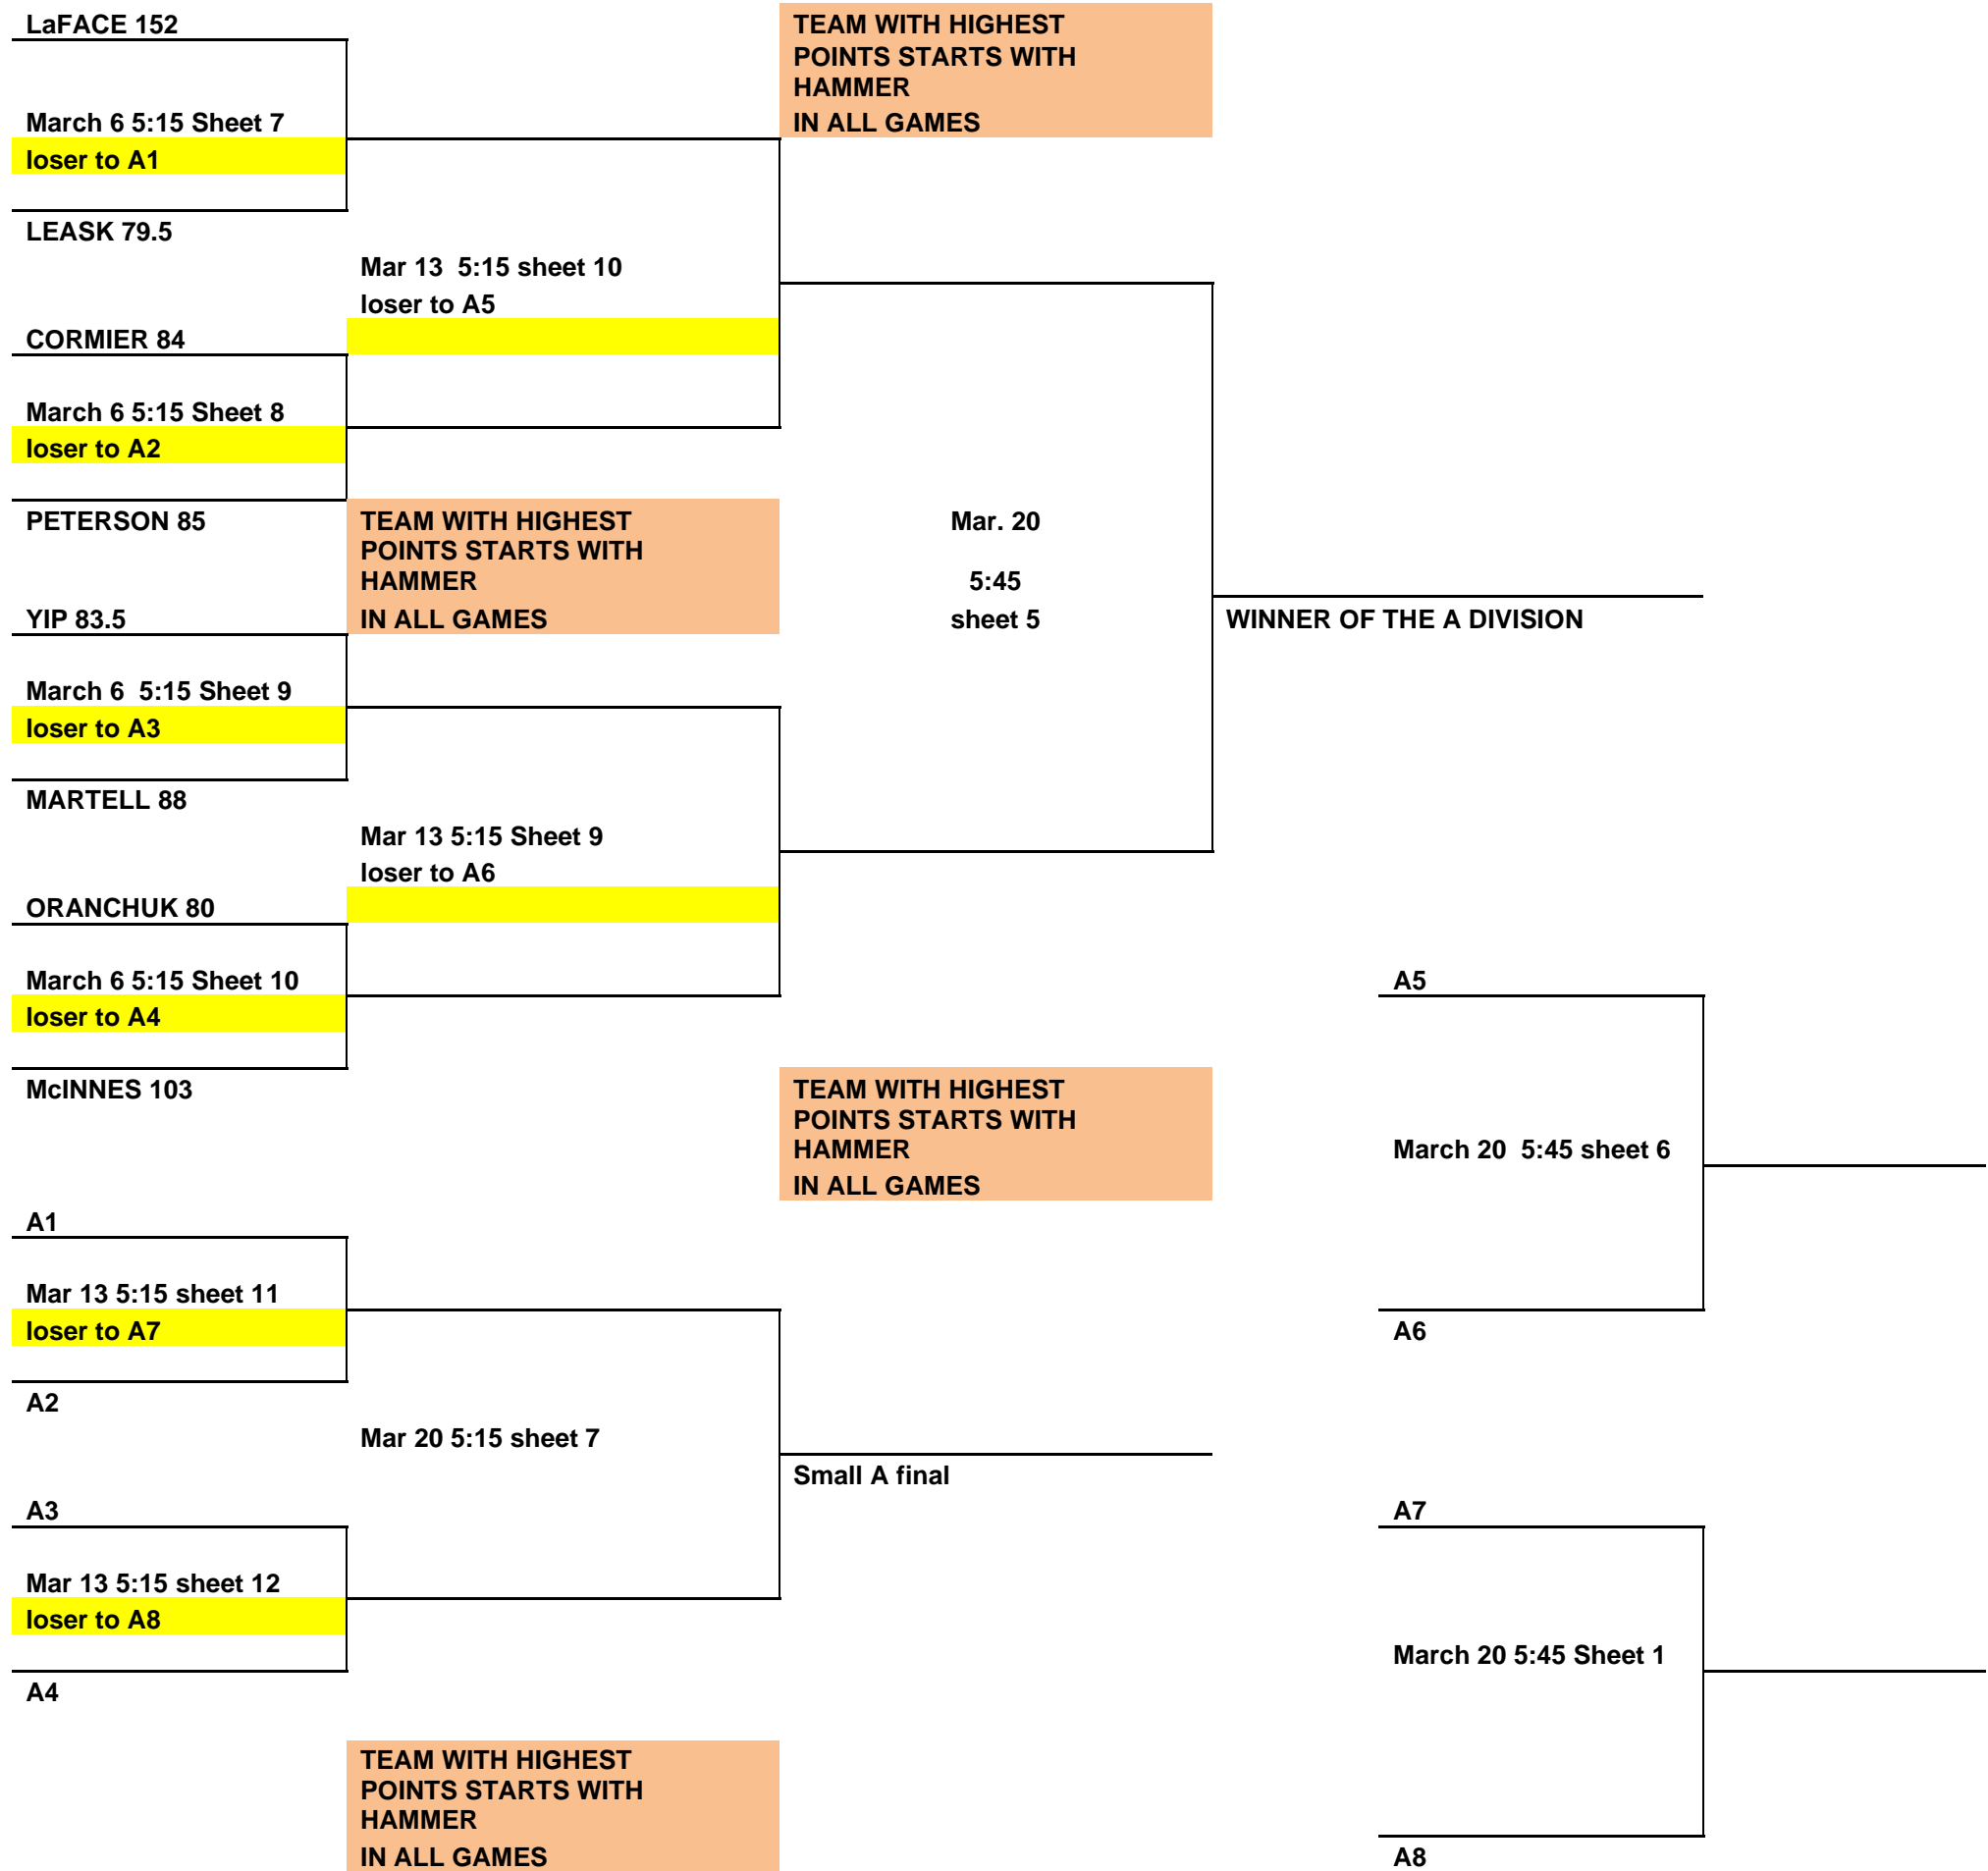 LaFACE 152
TEAM WITH HIGHEST
POINTS STARTS WITH
HAMMER
IN ALL GAMES
March 6 5:15 Sheet 7
loser to A1
LEASK 79.5
Mar 13  5:15 sheet 10
loser to A5
CORMIER 84
March 6 5:15 Sheet 8
loser to A2
PETERSON 85
TEAM WITH HIGHEST
POINTS STARTS WITH
HAMMER
IN ALL GAMES
Mar. 20
5:45
sheet 5
WINNER OF THE A DIVISION
YIP 83.5
March 6  5:15 Sheet 9
loser to A3
MARTELL 88
Mar 13 5:15 Sheet 9
loser to A6
ORANCHUK 80
March 6 5:15 Sheet 10
loser to A4
McINNES 103
A5
March 20  5:45 sheet 6
A6
TEAM WITH HIGHEST
POINTS STARTS WITH
HAMMER
IN ALL GAMES
A1
Mar 13 5:15 sheet 11
loser to A7
A2
Mar 20 5:15 sheet 7
Small A final
A3
Mar 13 5:15 sheet 12
loser to A8
A4
A7
March 20 5:45 Sheet 1
A8
TEAM WITH HIGHEST
POINTS STARTS WITH
HAMMER
IN ALL GAMES